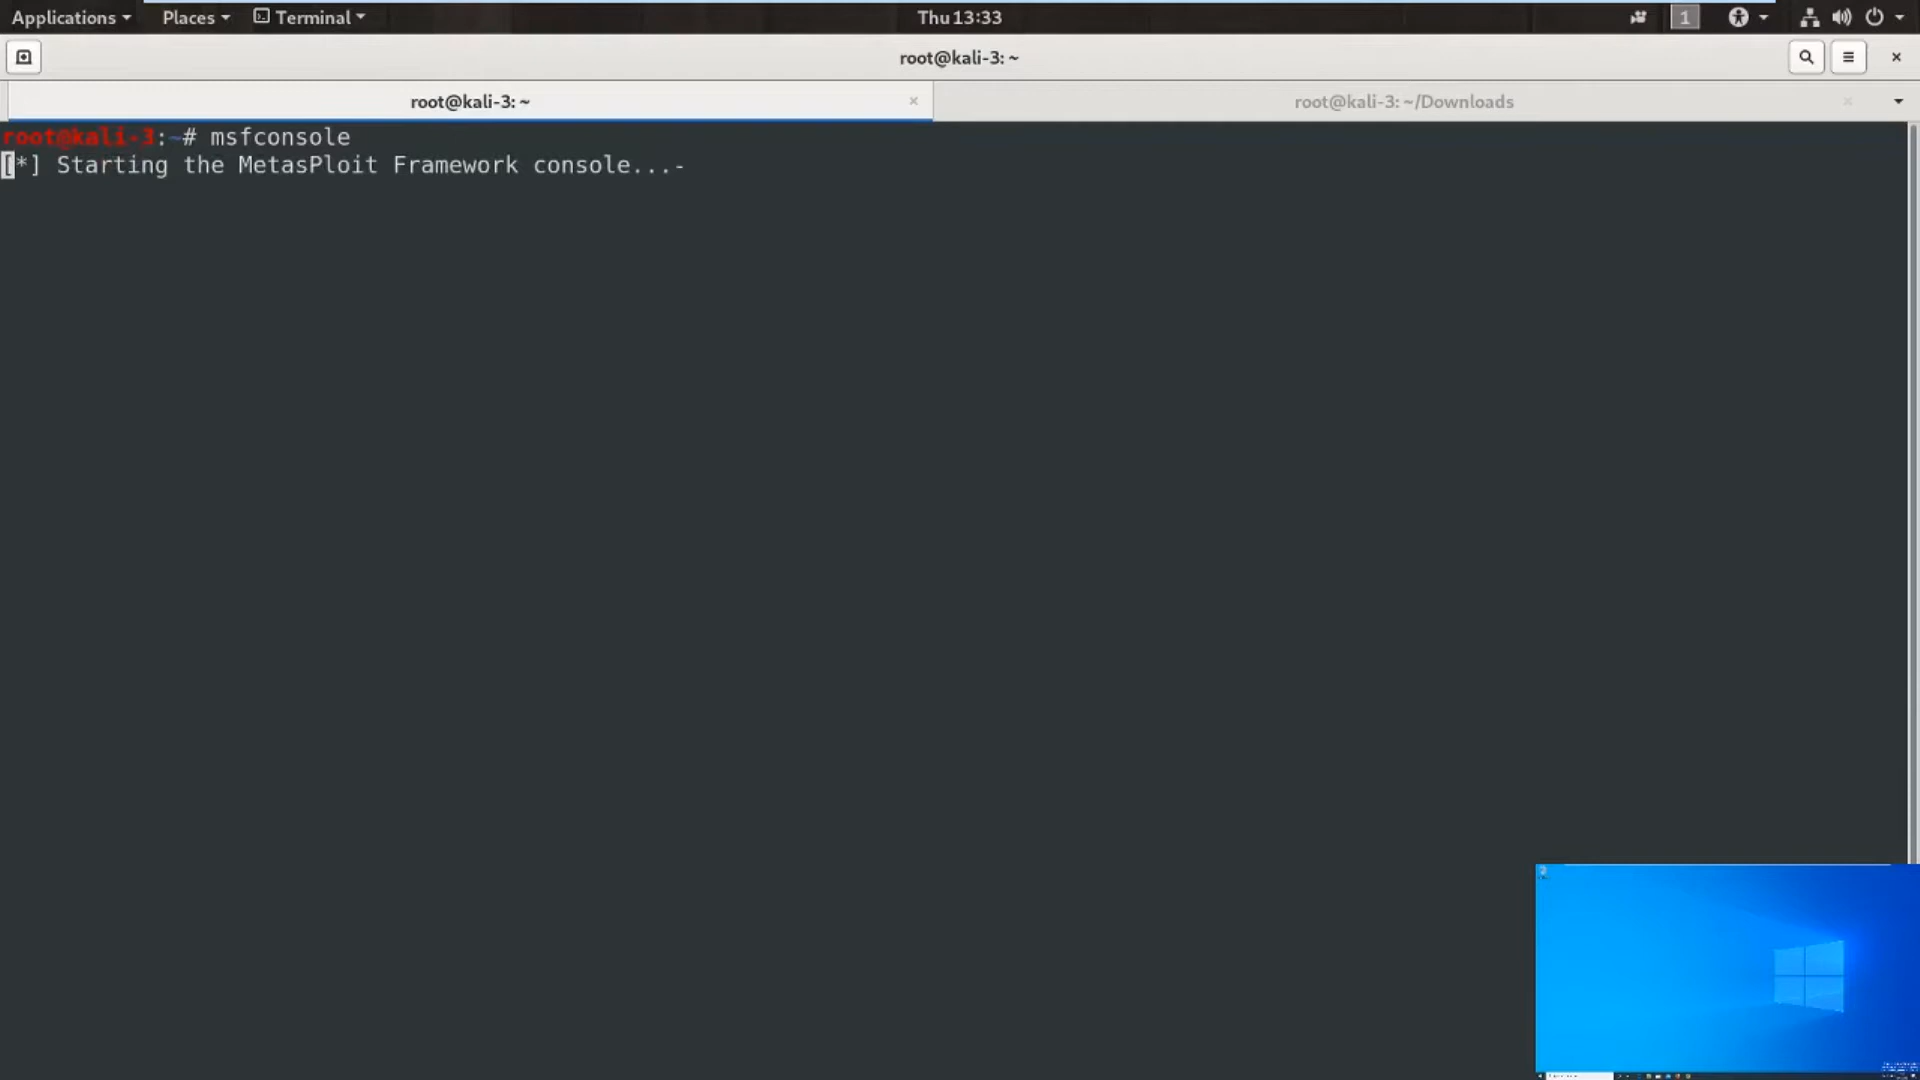 Applications Places Terminal Thu 13:33 1
root@kali-3: ~
root@kali-3: ~ root@kali-3: ~/Downloads
root@kali-3:~# msfconsole
[*] Starting the MetasPloit Framework console...-